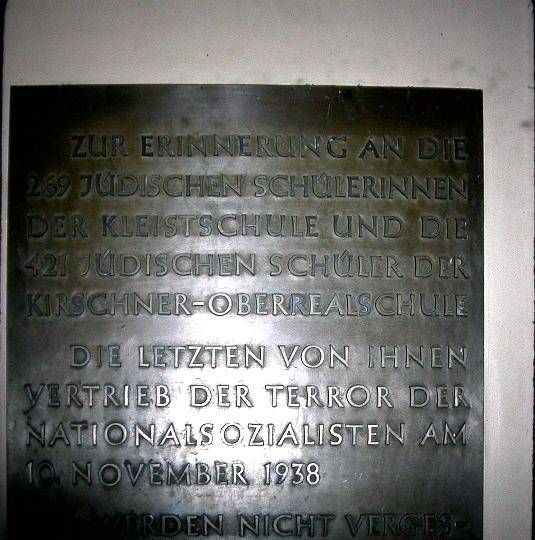 ZUR ERINNERUNG AN DIE
269 JÜDISCHEN SCHÜLERINNEN
DER KLEISTSCHULE UND DIE
421 JÜDISCHEN SCHÜLER DER
KIRSCHNER-OBERREALSCHULE
DIE LETZTEN VON IHNEN
VERTRIEB DER TERROR DER
NATIONALSOZIALISTEN AM
10. NOVEMBER 1938
WERDEN NICHT VERGES-